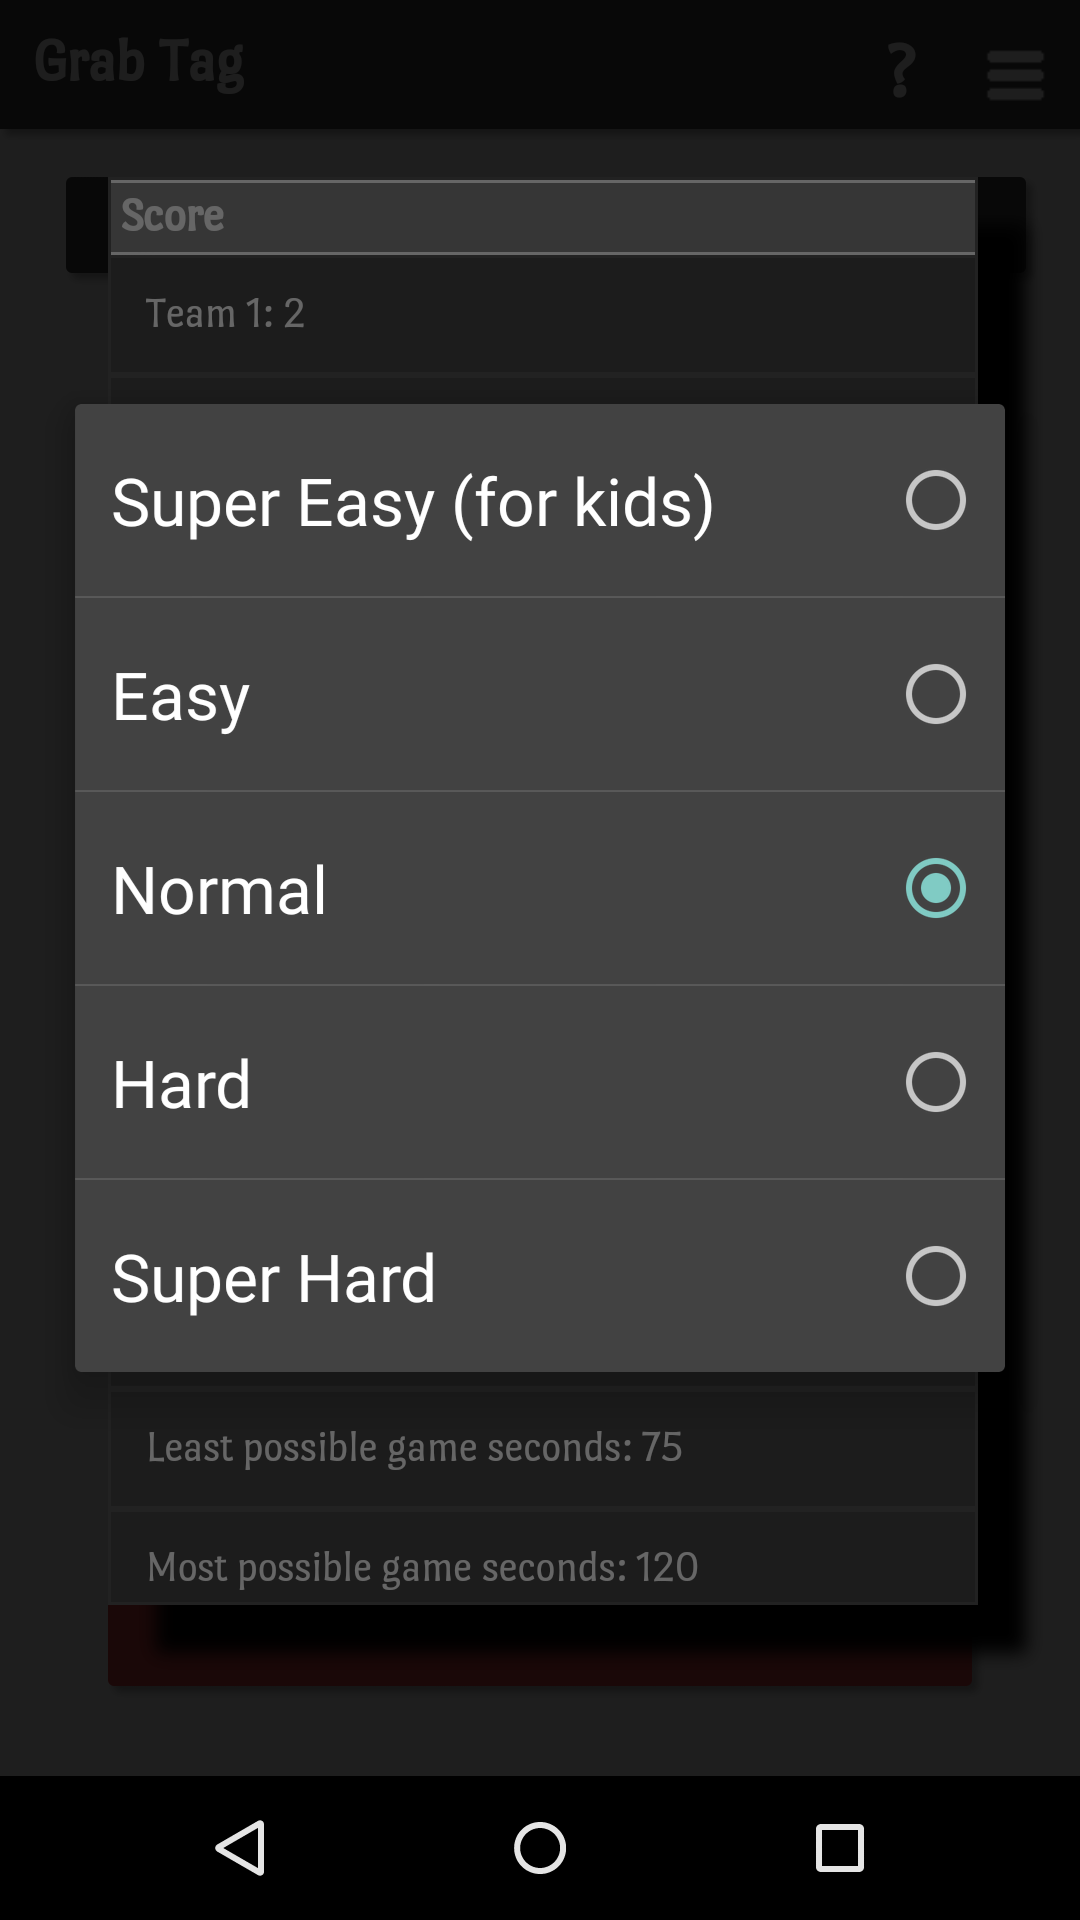 Grab Tag ?
Score
Team 1: 2
Super Easy (for kids)
Easy
Normal
Hard
Super Hard
Least possible game seconds: 75
Most possible game seconds: 120